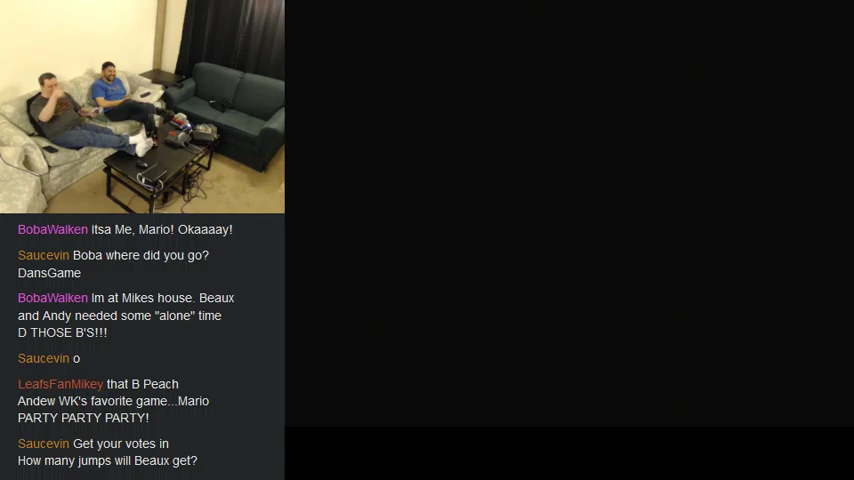 BobaWalken Itsa Me, Mario! Okaaaay!
Saucevin Boba where did you go?
DansGame
BobaWalken Im at Mikes house. Beaux
and Andy needed some "alone" time
D THOSE B'S!!!
Saucevin o
LeafsFanMikey that B Peach
Andew WK's favorite game...Mario
PARTY PARTY PARTY!
Saucevin Get your votes in
How many jumps will Beaux get?